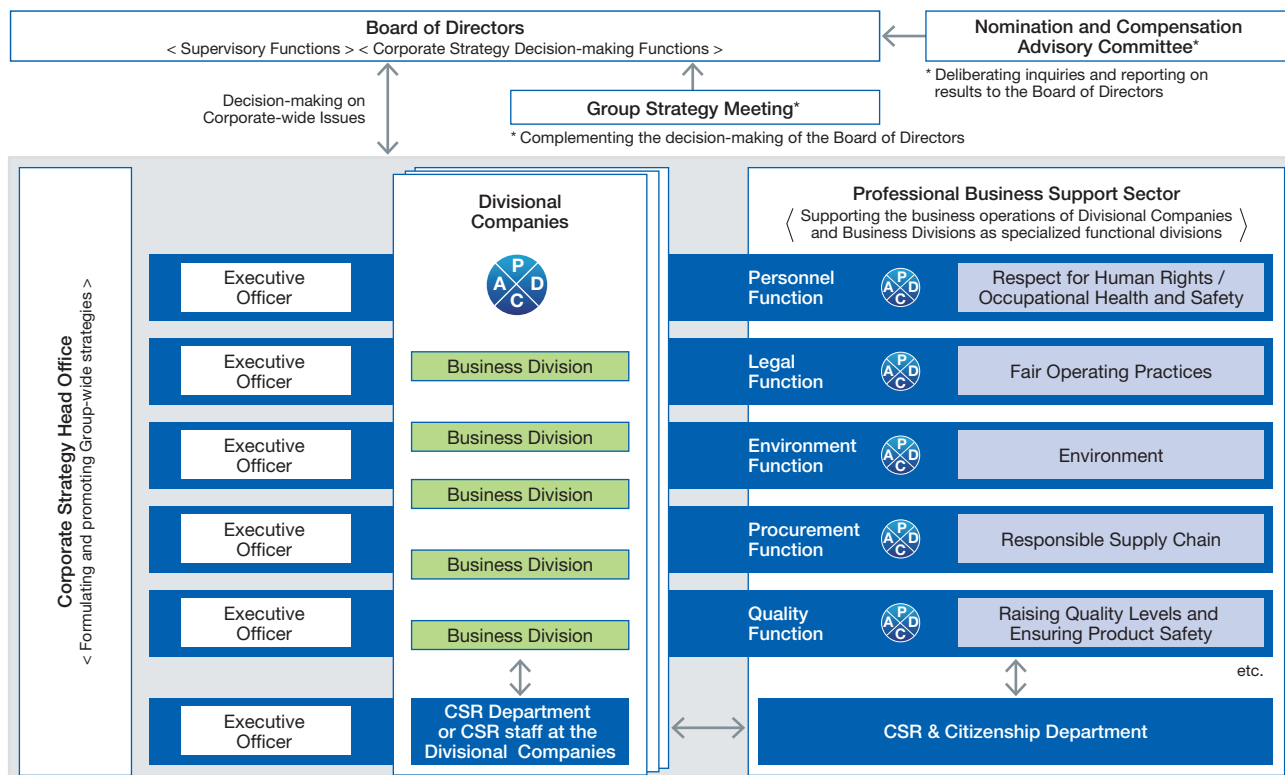 Board of Directors
< Supervisory Functions > < Corporate Strategy Decision-making Functions >
Nomination and Compensation
Advisory Committee*
* Deliberating inquiries and reporting on
results to the Board of Directors
Decision-making on
Corporate-wide Issues
Group Strategy Meeting*
* Complementing the decision-making of the Board of Directors
Corporate Strategy Head Office
< Formulating and promoting Group-wide strategies >
Divisional
Companies
P
A D
C
Professional Business Support Sector
Supporting the business operations of Divisional Companies
and Business Divisions as specialized functional divisions
Executive
Officer
Personnel
Function
P
A D
C
Respect for Human Rights /
Occupational Health and Safety
Executive
Officer
Business Division
Legal
Function
P
A D
C
Fair Operating Practices
Executive
Officer
Business Division
Environment
Function
P
A D
C
Environment
Business Division
Executive
Officer
Business Division
Procurement
Function
P
A D
C
Responsible Supply Chain
Executive
Officer
Business Division
Quality
Function
P
A D
C
Raising Quality Levels and
Ensuring Product Safety
etc.
Executive
Officer
CSR Department
or CSR staff at the
Divisional Companies
CSR & Citizenship Department